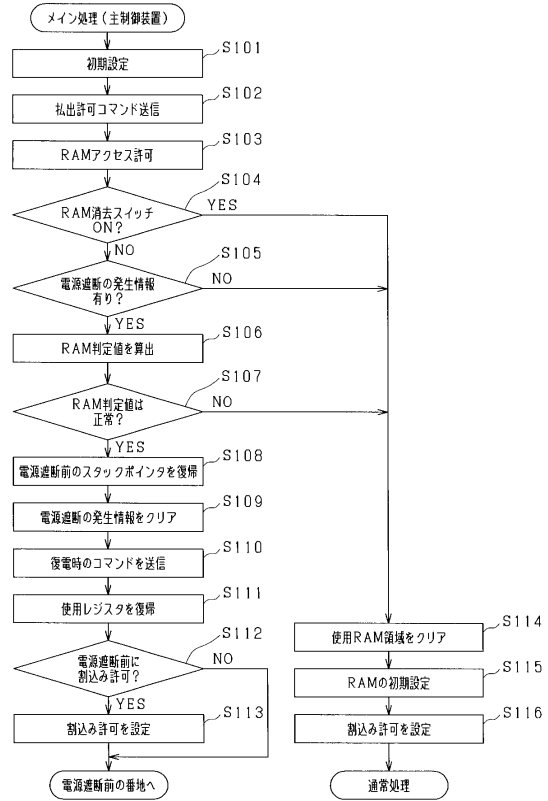 メイン処理(主制御装置)
S101
初期設定
S102
払出許可コマンド送信
S103
RAMアクセス許可
S104
RAM消去スイッチ
ON?
YES
NO
S105
電源遮断の発生情報
有り?
NO
YES
S106
RAM判定値を算出
S107
RAM判定値は
正常?
NO
YES
S108
電源遮断前のスタックポインタを復帰
S109
電源遮断の発生情報をクリア
S110
復電時のコマンドを送信
S111
使用レジスタを復帰
S112
電源遮断前に
割込み許可?
NO
YES
S113
割込み許可を設定
電源遮断前の番地へ
S114
使用RAM領域をクリア
S115
RAMの初期設定
S116
割込み許可を設定
通常処理